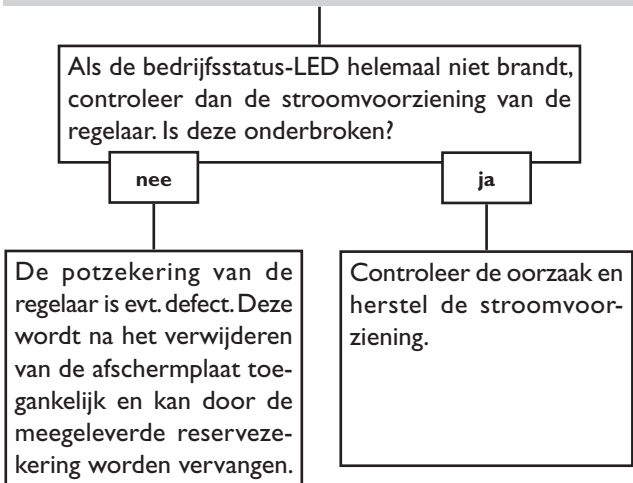 Als de bedrijfsstatus-LED helemaal niet brandt,
controleer dan de stroomvoorziening van de
regelaar. Is deze onderbroken?
nee
ja
De potzekering van de
regelaar is evt. defect. Deze
wordt na het verwijderen
van de afschermplaat toe-
gankelijk en kan door de
meegeleverde reserveze-
kering worden vervangen.
Controleer de oorzaak en
herstel de stroomvoor-
ziening.